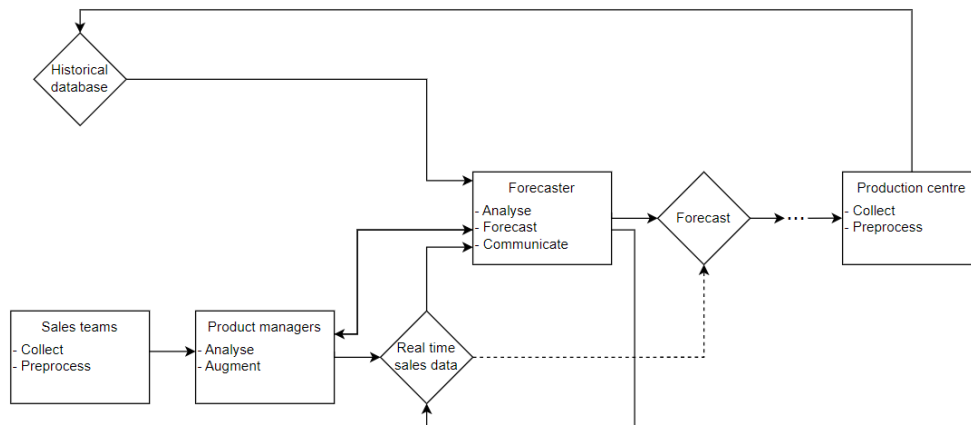 Historical
database
Forecaster
- Analyse
- Forecast
- Communicate
Forecast
...
Production centre
- Collect
- Preprocess
Sales teams
- Collect
- Preprocess
Product managers
- Analyse
- Augment
Real time
sales data